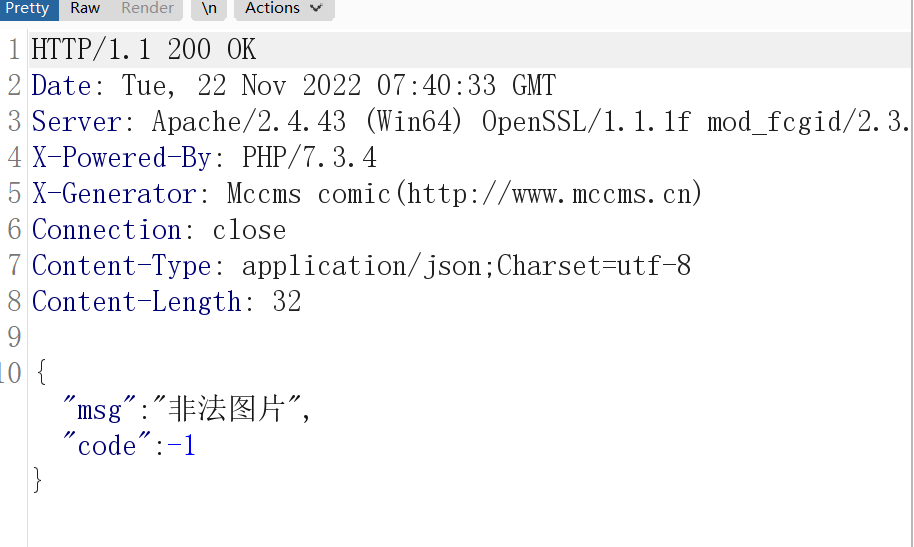 Pretty Raw Render \n Actions
1 HTTP/1.1 200 OK
2 Date: Tue, 22 Nov 2022 07:40:33 GMT
3 Server: Apache/2.4.43 (Win64) OpenSSL/1.1.1f mod_fcgid/2.3.
4 X-Powered-By: PHP/7.3.4
5 X-Generator: Mccms comic(http://www.mccms.cn)
6 Connection: close
7 Content-Type: application/json;Charset=utf-8
8 Content-Length: 32
9
10 {
"msg":"非法图片",
"code":-1
}